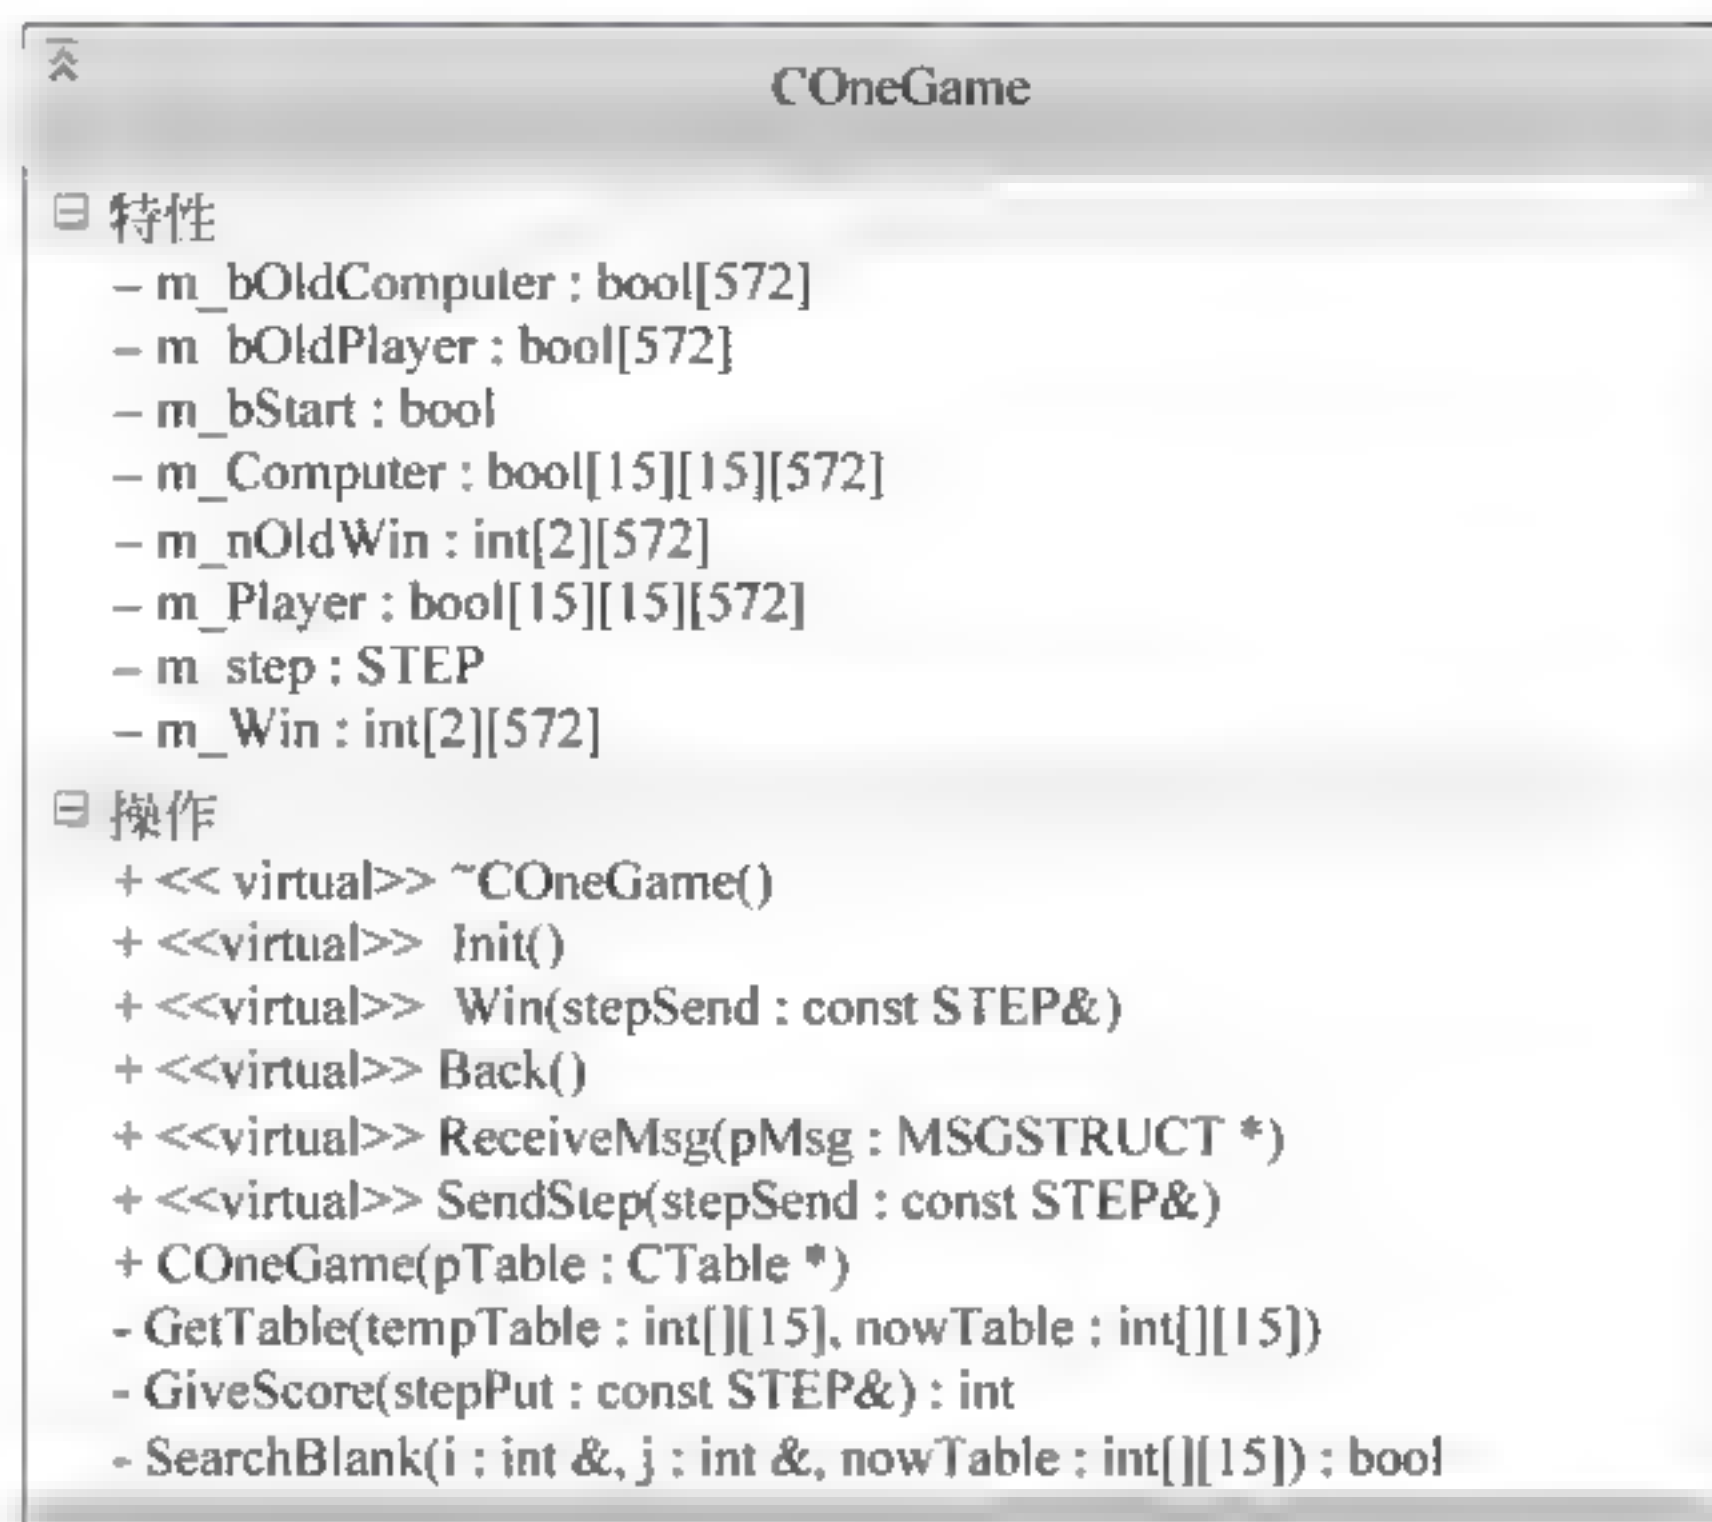 COneGame
特性
– m_bOldComputer : bool[572]
– m bOldPlayer : bool[572]
– m_bStart : bool
– m_Computer : bool[15][15][572]
– m_nOldWin : int[2][572]
– m_Player : bool[15][15][572]
– m step : STEP
– m_Win : int[2][572]
操作
+ << virtual>> ~COneGame()
+ <<virtual>> Init()
+ <<virtual>> Win(stepSend : const STEP&)
+ <<virtual>> Back()
+ <<virtual>> ReceiveMsg(pMsg : MSGSTRUCT *)
+ <<virtual>> SendStep(stepSend : const STEP&)
+ COneGame(pTable : CTable *)
- GetTable(tempTable : int[][15], nowTable : int[][15])
- GiveScore(stepPut : const STEP&) : int
- SearchBlank(i : int &, j : int &, nowTable : int[][15]) : bool